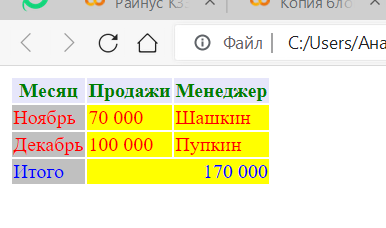 Райнус КЗ:
Копия бло
Файл | C:/Users/Ана
Месяц Продажи Менеджер
Ноябрь 70 000 Шашкин
Декабрь 100 000 Пупкин
Итого 170 000